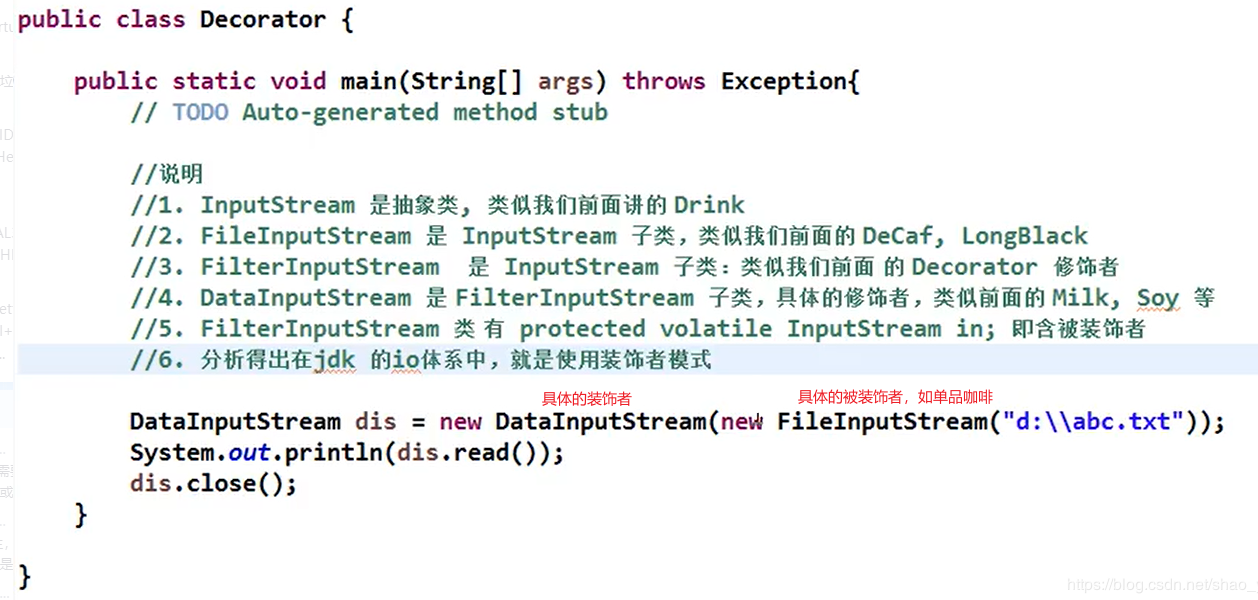 public class Decorator {
public static void main(String[] args) throws Exception{
// TODO Auto-generated method stub
//说明
//1. InputStream 是抽象类, 类似我们前面讲的 Drink
//2. FileInputStream 是 InputStream 子类，类似我们前面的 DeCaf, LongBlack
//3. FilterInputStream 是 InputStream 子类：类似我们前面 的 Decorator 修饰者
//4. DataInputStream 是 FilterInputStream 子类，具体的修饰者，类似前面的 Milk, Soy 等
//5. FilterInputStream 类 有 protected volatile InputStream in; 即含被装饰者
//6. 分析得出在jdk 的io体系中，就是使用装饰者模式
具体的装饰者 具体的被装饰者，如单品咖啡
DataInputStream dis = new DataInputStream(new FileInputStream("d:\\abc.txt"));
System.out.println(dis.read());
dis.close();
}
}
https://blog.csdn.net/shao_